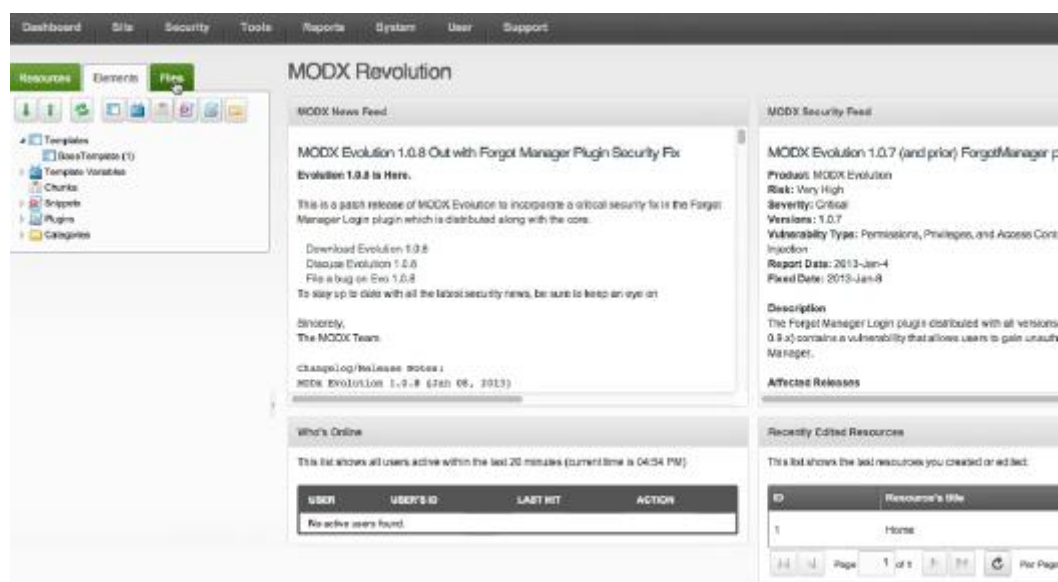 Dashboard Site Security Tools Reports System User Support
Resources Elements Files
Templates
BaseTemplate (1)
Template Variables
Chunks
Snippets
Plugins
Categories
MODX Revolution
MODX News Feed
MODX Evolution 1.0.8 Out with Forgot Manager Plugin Security Fix
Evolution 1.0.8 is Here.
This is a patch release of MODX Evolution to incorporate a critical security fix in the Forgot
Manager Login plugin which is distributed along with the core.
Download Evolution 1.0.8
Discuss Evolution 1.0.8
File a bug on Evo 1.0.8
To stay up to date with all the latest security news, be sure to keep an eye on
Sincerely,
The MODX Team
Changelog/Release Notes:
MODx Evolution 1.0.8 (Jan 08, 2013)
MODX Security Feed
MODX Evolution 1.0.7 (and prior) ForgotManager p
Product: MODX Evolution
Risk: Very High
Severity: Critical
Versions: 1.0.7
Vulnerability Type: Permissions, Privileges, and Access Cont
Injection
Report Date: 2013-Jan-4
Fixed Date: 2013-Jan-8
Description
The Forgot Manager Login plugin distributed with all versions
0.9.x) contains a vulnerability that allows users to gain unauth
Manager.
Affected Releases
Who's Online
This list shows all users active within the last 20 minutes (current time is 04:54 PM)
USER USER'S ID LAST HIT ACTION
No active users found.
Recently Edited Resources
This list shows the last resources you created or edited:
ID Resource's title
1 Home
Page 1 of 1 Per Page